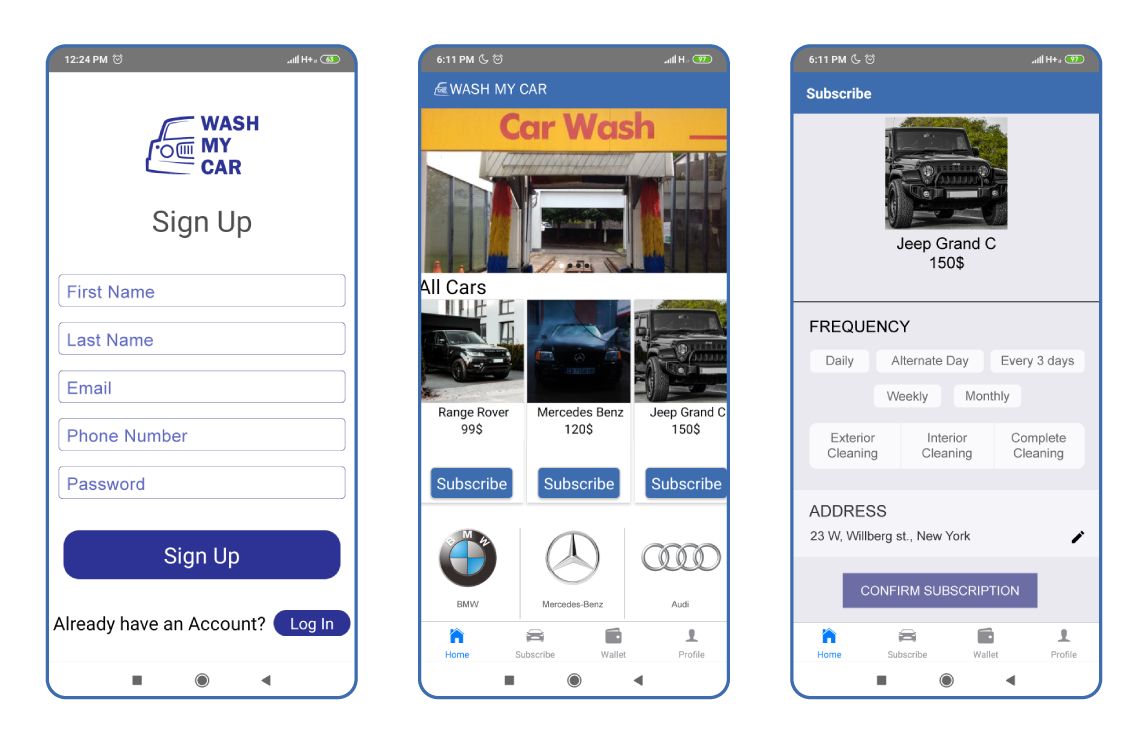 12:24 PM
H+
63
WASH
MY
CAR
Sign Up
First Name
Last Name
Email
Phone Number
Password
Sign Up
Already have an Account?
Log In
6:11 PM
H
97
WASH MY CAR
Car Wash
All Cars
Range Rover
99$
Mercedes Benz
120$
Jeep Grand C
150$
Subscribe
Subscribe
Subscribe
BMW
BMW
Mercedes-Benz
Audi
Home
Subscribe
Wallet
Profile
6:11 PM
H+
97
Subscribe
Jeep Grand C
150$
FREQUENCY
Daily
Alternate Day
Every 3 days
Weekly
Monthly
Exterior
Cleaning
Interior
Cleaning
Complete
Cleaning
ADDRESS
23 W, Willberg st., New York
CONFIRM SUBSCRIPTION
Home
Subscribe
Wallet
Profile